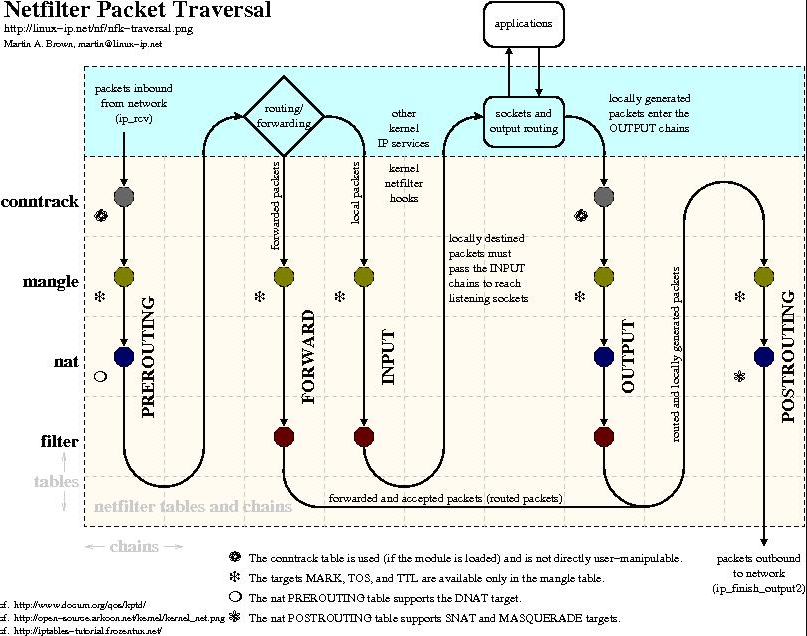 Netfilter Packet Traversal
http://linux-ip.net/nf/nfk-traversal.png
Martin A. Brown, martin@linux-ip.net
applications
packets inbound
from network
(ip_rcv)
routing/
forwarding
other
kernel
IP services
sockets and
output routing
locally generated
packets enter the
OUTPUT chains
kernel
netfilter
hooks
forwarded packets
local packets
conntrack
mangle
nat
filter
tables
locally destined
packets must
pass the INPUT
chains to reach
listening sockets
PREROUTING
FORWARD
INPUT
OUTPUT
routed and locally generated packets
POSTROUTING
forwarded and accepted packets (routed packets)
netfilter tables and chains
chains
The conntrack table is used (if the module is loaded) and is not directly user-manipulable.
The targets MARK, TOS, and TTL are available only in the mangle table.
The nat PREROUTING table supports the DNAT target.
The nat POSTROUTING table supports SNAT and MASQUERADE targets.
packets outbound
to network
(ip_finish_output2)
cf. http://www.docum.org/qos/kptd/
cf. http://open-source.arkoon.net/kernel/kernel_net.png
cf. http://iptables-tutorial.frozentux.net/